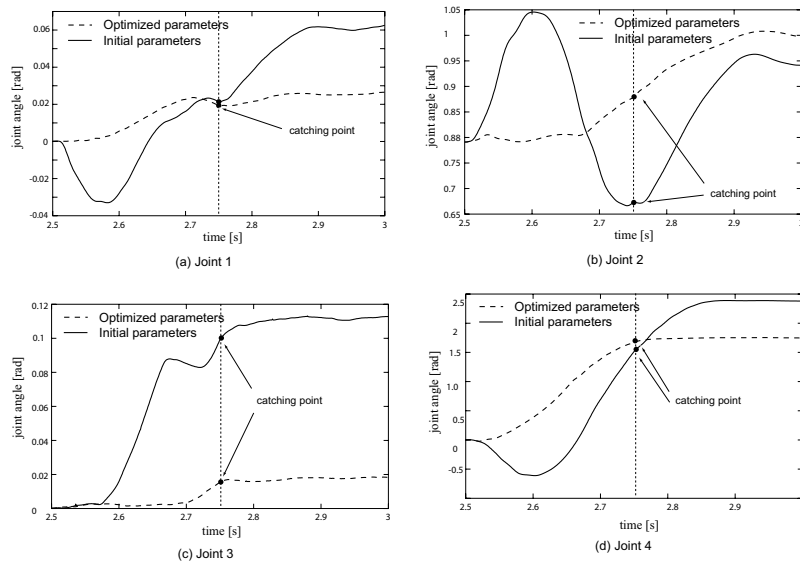 0.06
0.04
0.02
0
-0.02
-0.04
joint angle [rad]
Optimized parameters
Initial parameters
catching point
2.5 2.6 2.7 2.8 2.9 3
time [s]
(a) Joint 1
1.05
1.00
0.95
0.88
0.80
0.75
0.7
0.65
joint angle [rad]
Optimized parameters
Initial parameters
catching point
2.5 2.6 2.7 2.8 2.9 3
time [s]
(b) Joint 2
0.12
0.1
0.08
0.06
0.04
0.02
0
joint angle [rad]
Optimized parameters
Initial parameters
catching point
2.5 2.6 2.7 2.8 2.9 3
time [s]
(c) Joint 3
2.5
2
1.5
1
0.5
0
-0.5
joint angle [rad]
Optimized parameters
Initial parameters
catching point
2.5 2.6 2.7 2.8 2.9 3
time [s]
(d) Joint 4